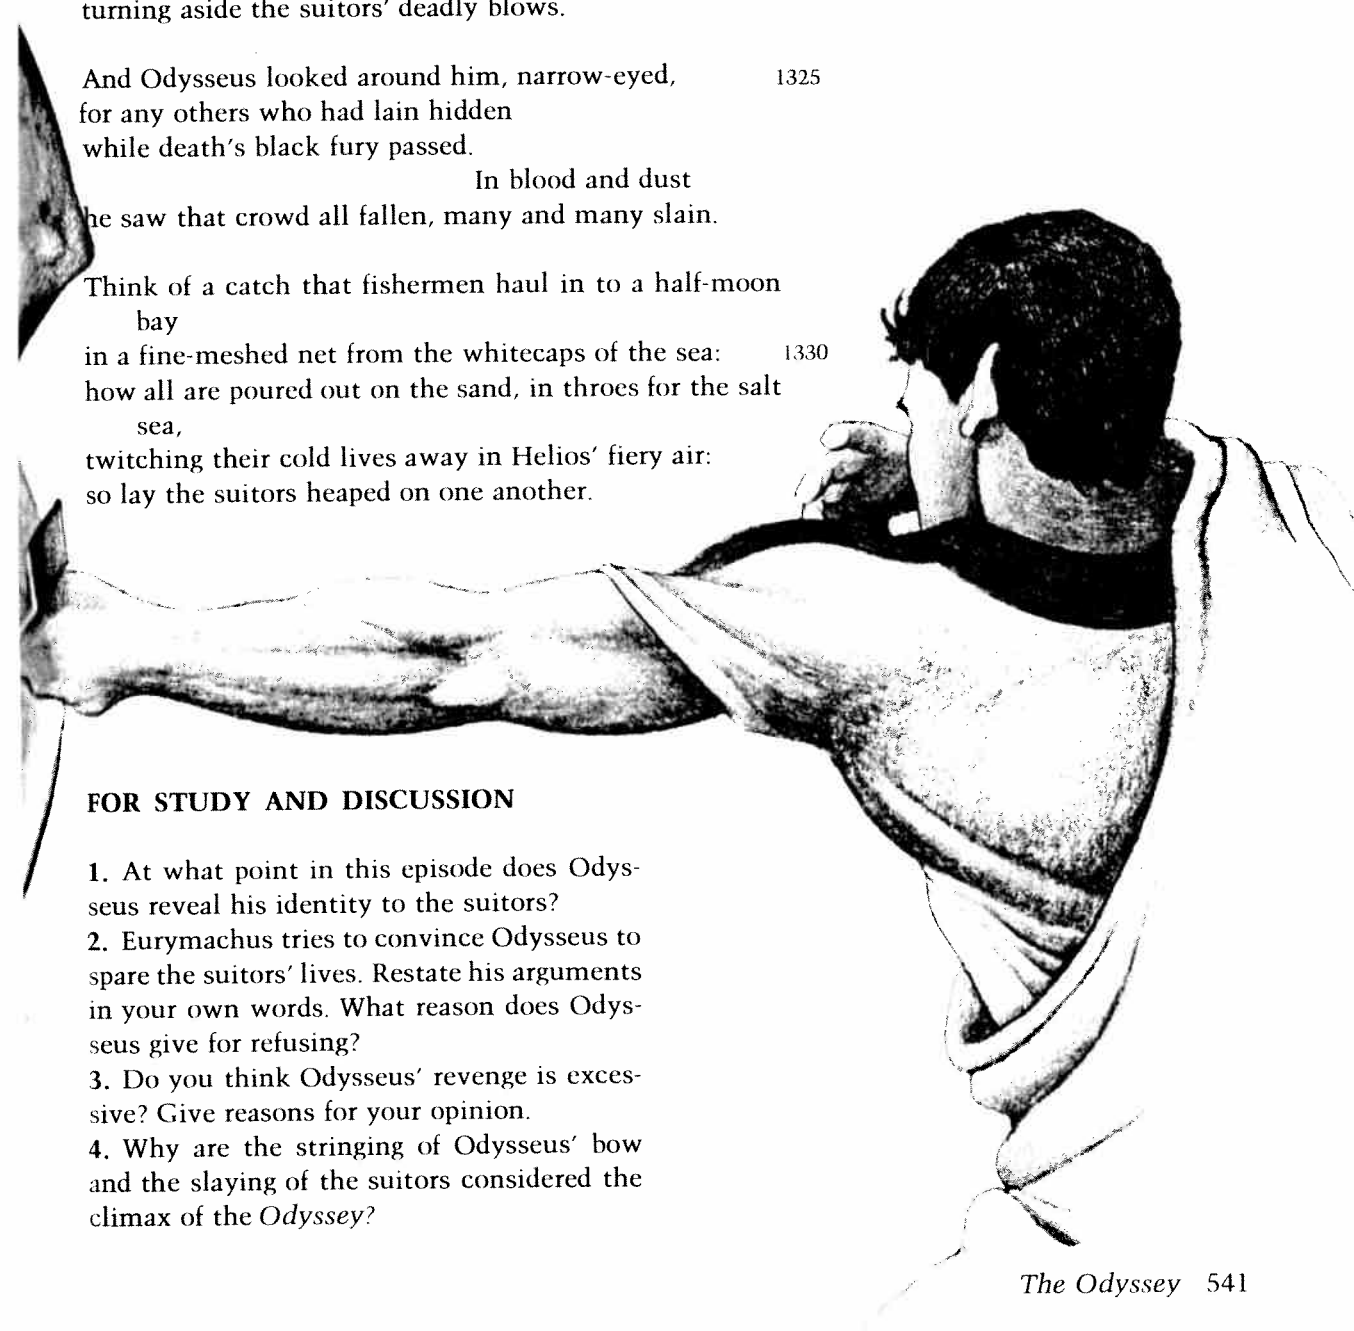 turning aside the suitors' deadly blows.
And Odysseus looked around him, narrow-eyed, 1325
for any others who had lain hidden
while death's black fury passed.
In blood and dust
he saw that crowd all fallen, many and many slain.
Think of a catch that fishermen haul in to a half-moon
bay
in a fine-meshed net from the whitecaps of the sea: 1330
how all are poured out on the sand, in throes for the salt
sea,
twitching their cold lives away in Helios' fiery air:
so lay the suitors heaped on one another.
FOR STUDY AND DISCUSSION
1. At what point in this episode does Odys-
seus reveal his identity to the suitors?
2. Eurymachus tries to convince Odysseus to
spare the suitors' lives. Restate his arguments
in your own words. What reason does Odys-
seus give for refusing?
3. Do you think Odysseus' revenge is exces-
sive? Give reasons for your opinion.
4. Why are the stringing of Odysseus' bow
and the slaying of the suitors considered the
climax of the Odyssey?
The Odyssey 541